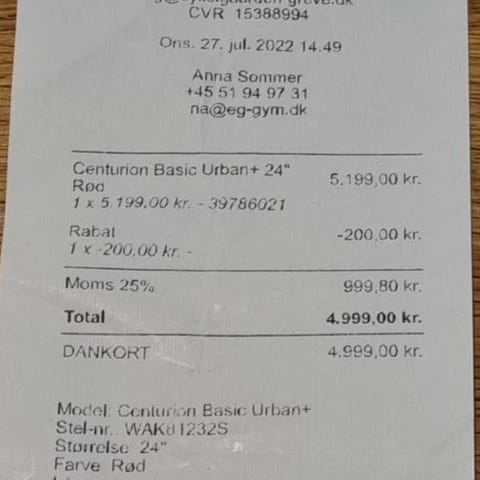 CVR 15388994
Ons. 27. jul. 2022 14.49
Anna Sommer
+45 51 94 97 31
na@eg-gym.dk
Centurion Basic Urban+ 24" 5.199,00 kr.
Rød
1 x 5.199,00 kr. - 39786021
Rabat -200,00 kr.
1 x -200,00 kr. -
Moms 25% 999,80 kr.
Total 4.999,00 kr.
DANKORT 4.999,00 kr.
Model: Centurion Basic Urban+
Stel-nr.. WAK81232S
Størrelse 24"
Farve Rød